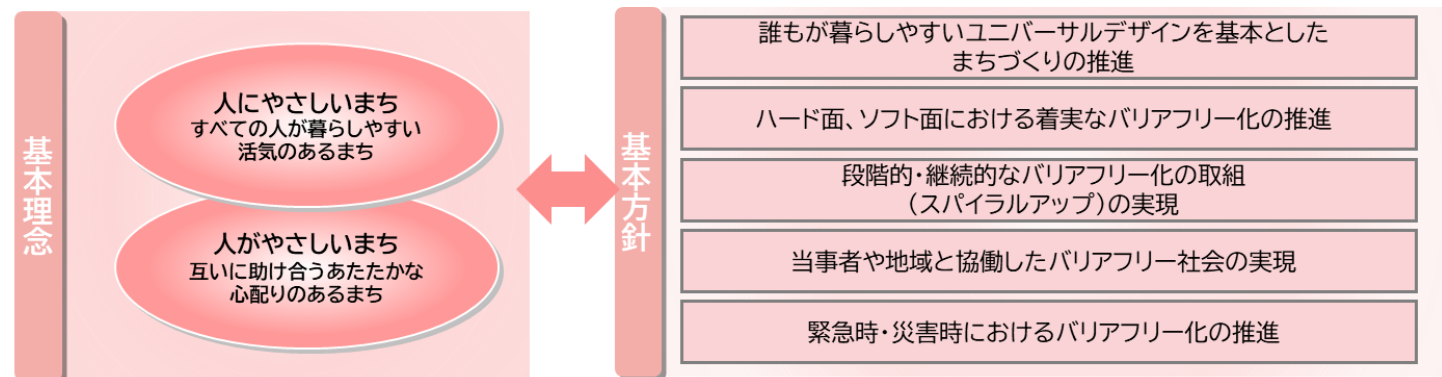 基本理念
人にやさしいまち
すべての人が暮らしやすい
活気のあるまち
人がやさしいまち
互いに助け合うあたたかな
心配りのあるまち
基本方針
誰もが暮らしやすいユニバーサルデザインを基本とした
まちづくりの推進
ハード面、ソフト面における着実なバリアフリー化の推進
段階的・継続的なバリアフリー化の取組
（スパイラルアップ）の実現
当事者や地域と協働したバリアフリー社会の実現
緊急時・災害時におけるバリアフリー化の推進